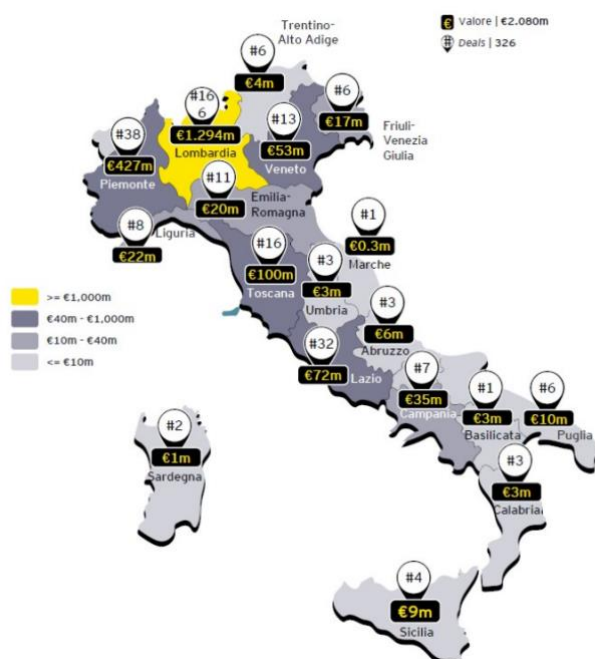 Trentino-
Alto Adige
€ Valore | €2.080m
# Deals | 326
#6
€4m
#16
6
€1.294m
Lombardia
#13
€53m
Veneto
#6
€17m
Friuli-
Venezia
Giulia
#38
€427m
Piemonte
#11
€20m
Emilia-
Romagna
#8
€22m
Liguria
#16
€100m
Toscana
#1
€0.3m
Marche
#3
€3m
Umbria
>= €1,000m
€40m - €1,000m
€10m - €40m
<= €10m
#3
€6m
Abruzzo
#32
€72m
Lazio
#7
€35m
Campania
#1
€3m
Basilicata
#6
€10m
Puglia
#2
€1m
Sardegna
#3
€3m
Calabria
#4
€9m
Sicilia